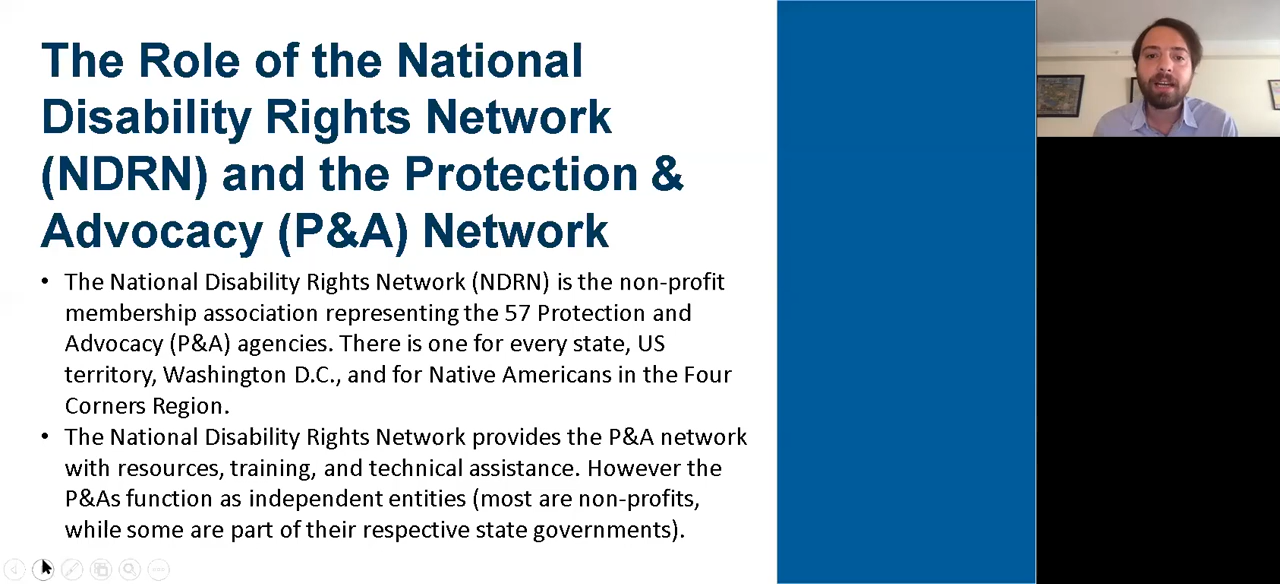 The Role of the National
Disability Rights Network
(NDRN) and the Protection &
Advocacy (P&A) Network
• The National Disability Rights Network (NDRN) is the non-profit
membership association representing the 57 Protection and
Advocacy (P&A) agencies. There is one for every state, US
territory, Washington D.C., and for Native Americans in the Four
Corners Region.
• The National Disability Rights Network provides the P&A network
with resources, training, and technical assistance. However the
P&As function as independent entities (most are non-profits,
while some are part of their respective state governments).